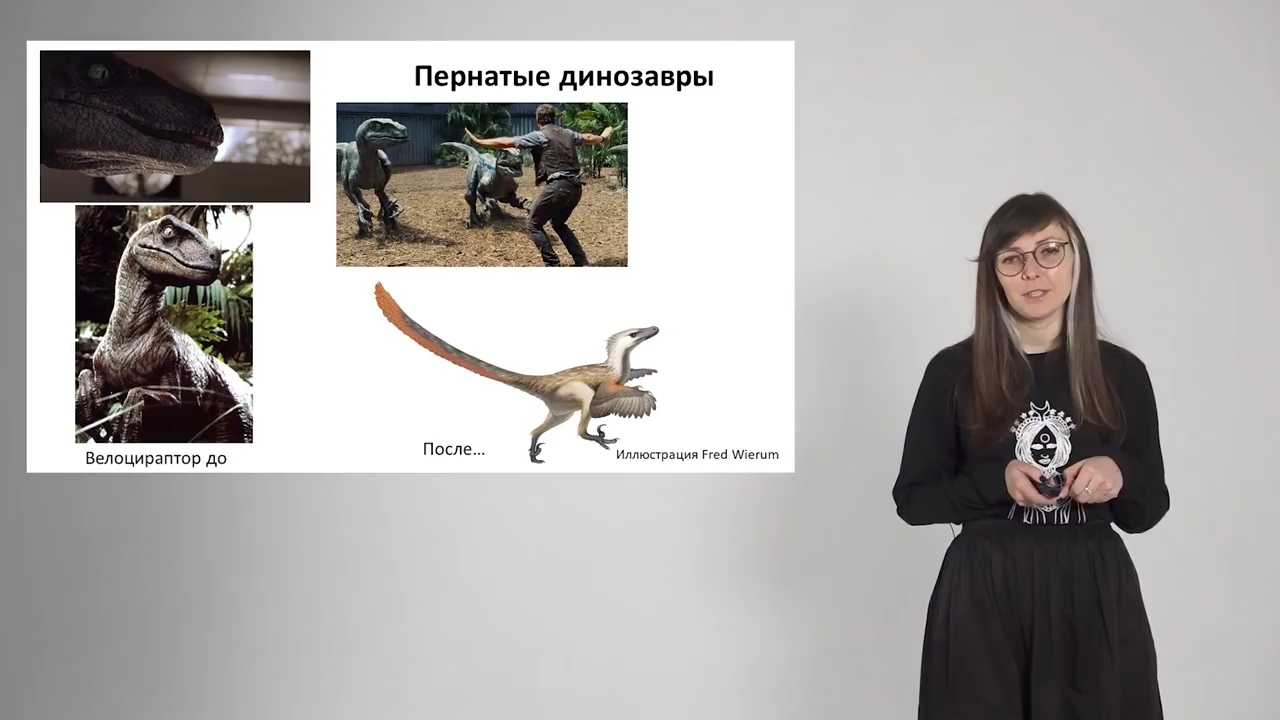 Пернатые динозавры
Велоцираптор до
После...
Иллюстрация Fred Wierum